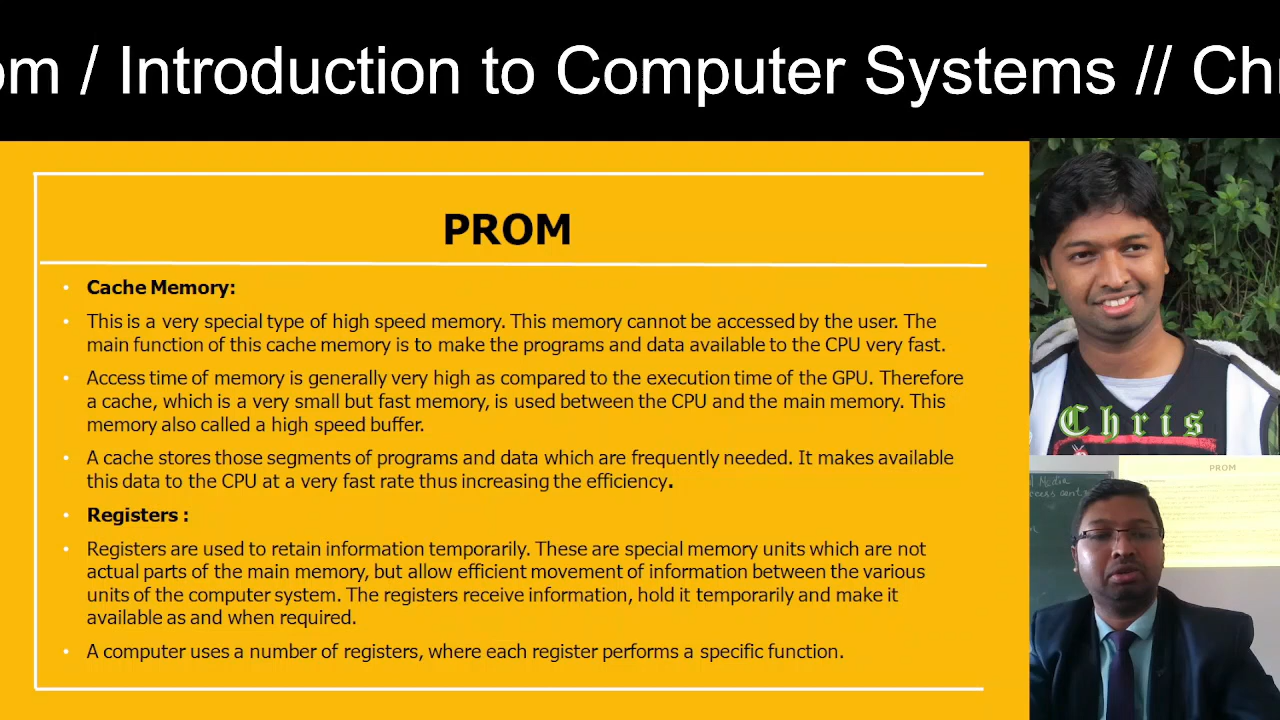 om / Introduction to Computer Systems // Ch
PROM
• Cache Memory:
• This is a very special type of high speed memory. This memory cannot be accessed by the user. The
main function of this cache memory is to make the programs and data available to the CPU very fast.
• Access time of memory is generally very high as compared to the execution time of the GPU. Therefore
a cache, which is a very small but fast memory, is used between the CPU and the main memory. This
memory also called a high speed buffer.
• A cache stores those segments of programs and data which are frequently needed. It makes available
this data to the CPU at a very fast rate thus increasing the efficiency.
• Registers :
• Registers are used to retain information temporarily. These are special memory units which are not
actual parts of the main memory, but allow efficient movement of information between the various
units of the computer system. The registers receive information, hold it temporarily and make it
available as and when required.
• A computer uses a number of registers, where each register performs a specific function.
Chris
PROM